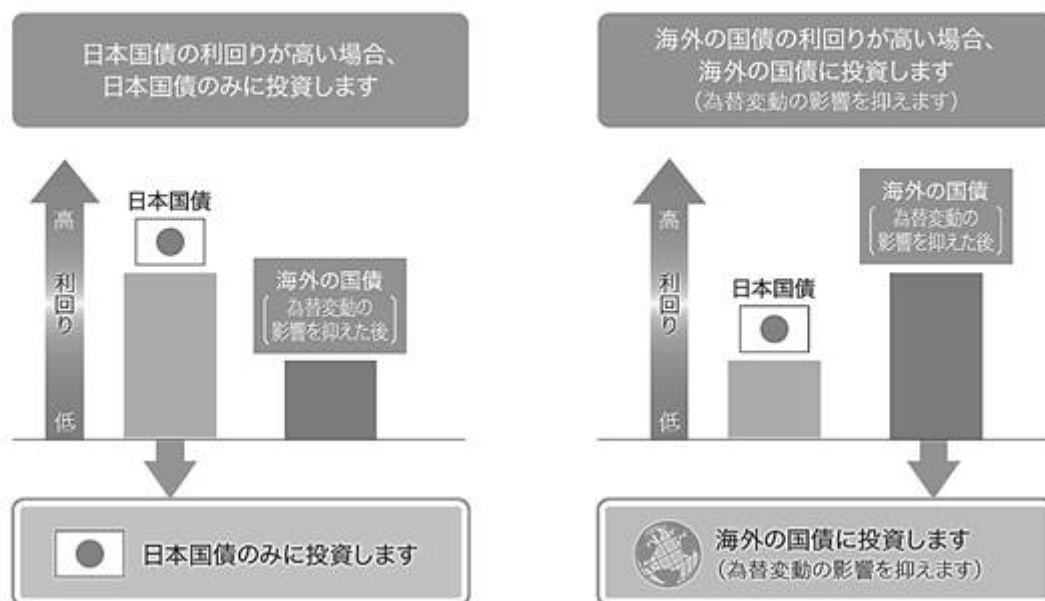 日本国債の利回りが高い場合、
日本国債のみに投資します
高
利回り
低
日本国債
海外の国債
為替変動の
影響を抑えた後
日本国債のみに投資します
海外の国債の利回りが高い場合、
海外の国債に投資します
（為替変動の影響を抑えます）
高
利回り
低
日本国債
海外の国債
為替変動の
影響を抑えた後
海外の国債に投資します
（為替変動の影響を抑えます）